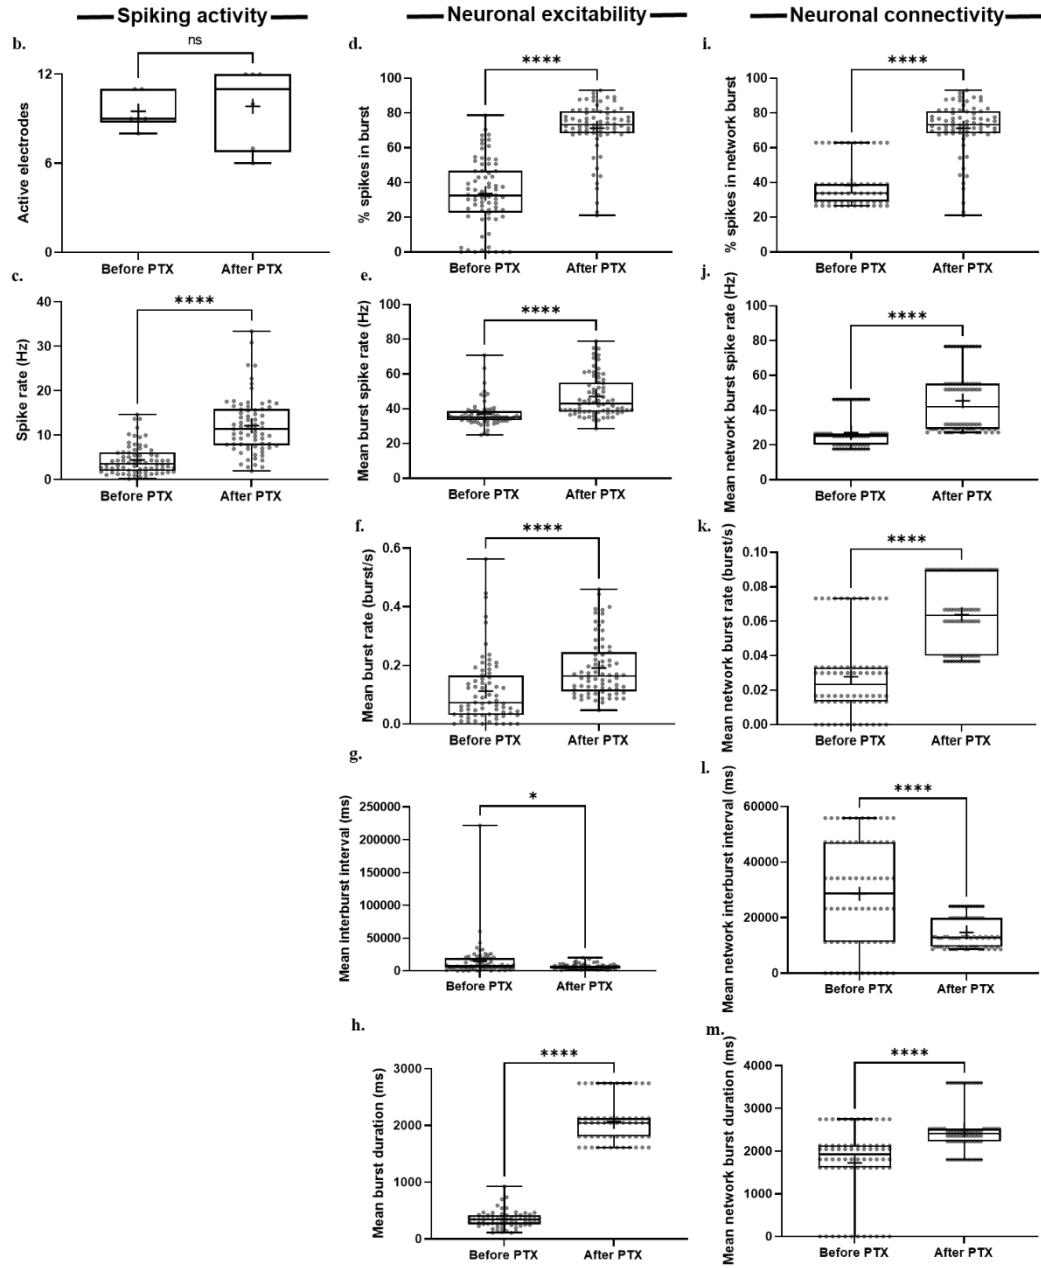 Spiking activity
Neuronal excitability
Neuronal connectivity
b.
ns
Active electrodes
12
6
0
Before PTX
After PTX
c.
****
Spike rate (Hz)
40
30
20
10
0
Before PTX
After PTX
d.
****
% spikes in burst
100
80
60
40
20
0
Before PTX
After PTX
e.
****
Mean burst spike rate (Hz)
100
80
60
40
20
0
Before PTX
After PTX
f.
****
Mean burst rate (burst/s)
0.6
0.4
0.2
0.0
Before PTX
After PTX
g.
*
Mean interburst interval (ms)
250000
200000
150000
100000
50000
0
Before PTX
After PTX
h.
****
Mean burst duration (ms)
3000
2000
1000
0
Before PTX
After PTX
i.
****
% spikes in network burst
100
80
60
40
20
0
Before PTX
After PTX
j.
****
Mean network burst spike rate (Hz)
100
80
60
40
20
0
Before PTX
After PTX
k.
****
Mean network burst rate (burst/s)
0.10
0.08
0.06
0.04
0.02
0.00
Before PTX
After PTX
l.
****
Mean network interburst interval (ms)
60000
40000
20000
0
Before PTX
After PTX
m.
****
Mean network burst duration (ms)
4000
3000
2000
1000
0
Before PTX
After PTX